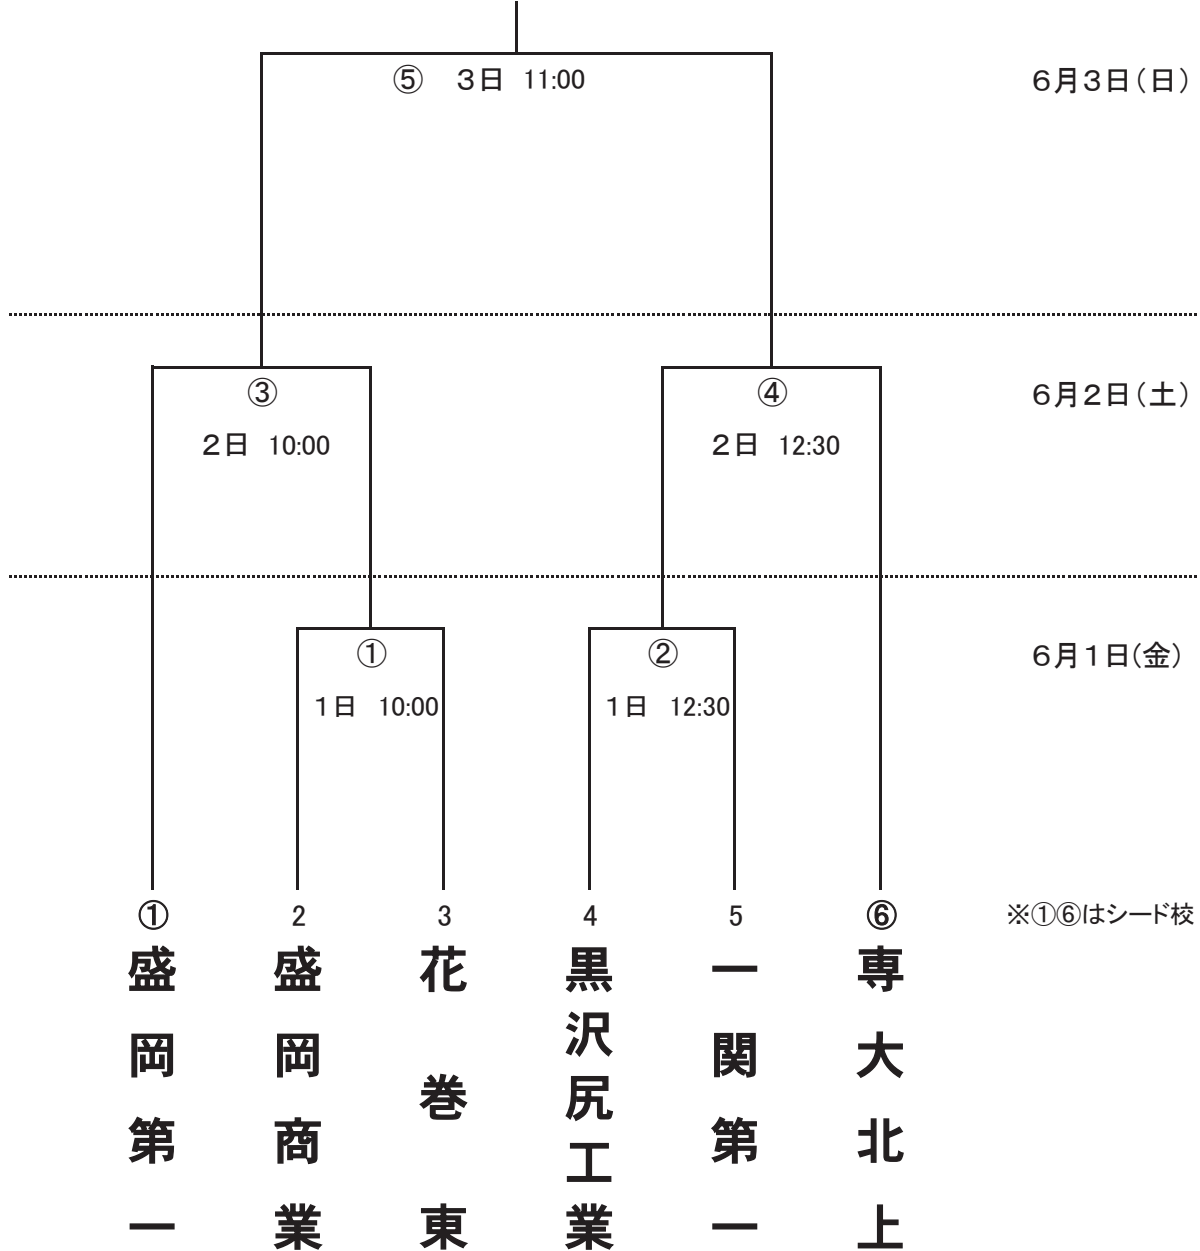 ⑤　３日　11:00
６月３日（日）
③
２日　10:00
④
２日　12:30
６月２日（土）
①
１日　10:00
②
１日　12:30
６月１日(金)
①
2
3
4
5
⑥
※①⑥はシード校
盛岡第一
盛岡商業
花巻東
黒沢尻工業
一関第一
専大北上